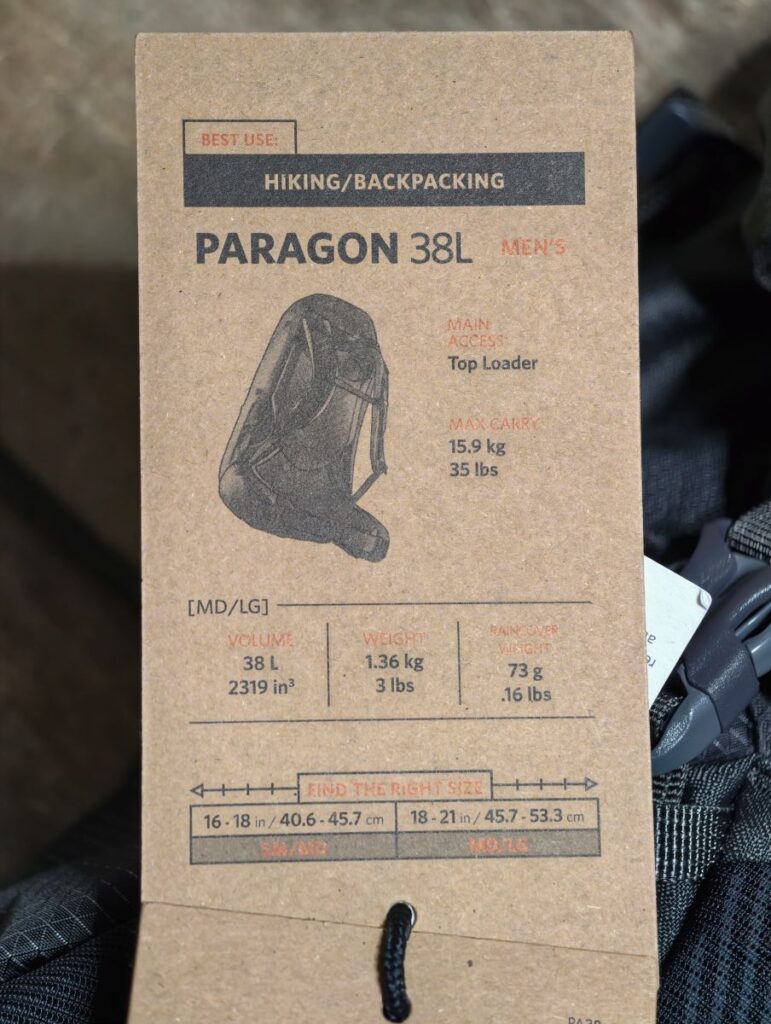 BEST USE:
HIKING/BACKPACKING
PARAGON 38L MEN'S
MAIN
ACCESS
Top Loader
MAX CARRY
15.9 kg
35 lbs
[MD/LG]
VOLUME
38 L
2319 in³
WEIGHT
1.36 kg
3 lbs
RAINCOVER
WEIGHT
73 g
.16 lbs
FIND THE RIGHT SIZE
16 - 18 in / 40.6 - 45.7 cm
SM/MD
18 - 21 in / 45.7 - 53.3 cm
MD/LG